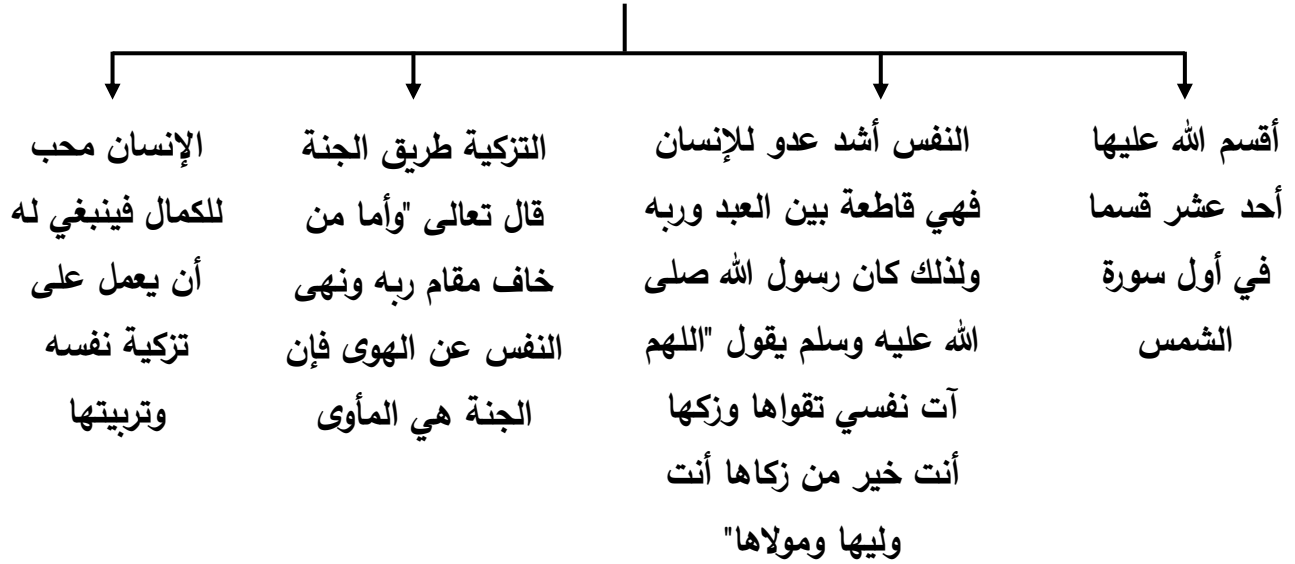 أقسم الله عليها
أحد عشر قسما
في أول سورة
الشمس
النفس أشد عدو للإنسان
فهي قاطعة بين العبد وربه
ولذلك كان رسول الله صلى
الله عليه وسلم يقول "اللهم
آت نفسي تقواها وزكها
أنت خير من زكاها أنت
وليها ومولاها"
التزكية طريق الجنة
قال تعالى "وأما من
خاف مقام ربه ونهى
النفس عن الهوى فإن
الجنة هي المأوى
الإنسان محب
للكمال فينبغي له
أن يعمل على
تزكية نفسه
وتربيتها